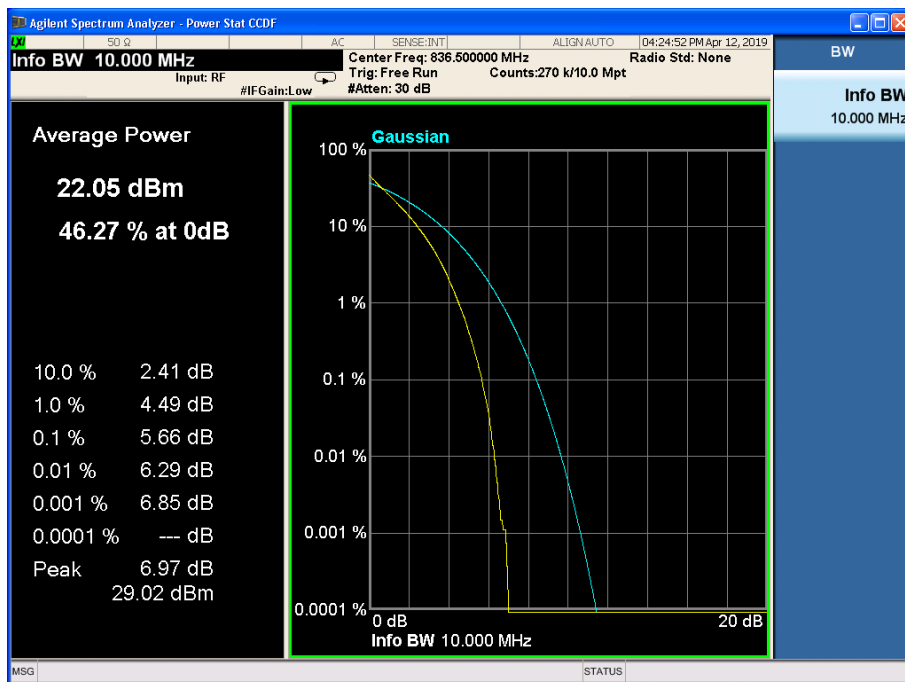 Agilent Spectrum Analyzer - Power Stat CCDF
LXI 50 Ω AC SENSE:INT ALIGN AUTO 04:24:52 PM Apr 12, 2019
Info BW 10.000 MHz
Center Freq: 836.500000 MHz Radio Std: None
Input: RF Trig: Free Run Counts:270 k/10.0 Mpt
#IFGain:Low #Atten: 30 dB
BW
Info BW
10.000 MHz
Average Power
22.05 dBm
46.27 % at 0dB
10.0 % 2.41 dB
1.0 % 4.49 dB
0.1 % 5.66 dB
0.01 % 6.29 dB
0.001 % 6.85 dB
0.0001 % --- dB
Peak 6.97 dB
29.02 dBm
Gaussian
100 %
10 %
1 %
0.1 %
0.01 %
0.001 %
0.0001 %
0 dB 20 dB
Info BW 10.000 MHz
MSG STATUS